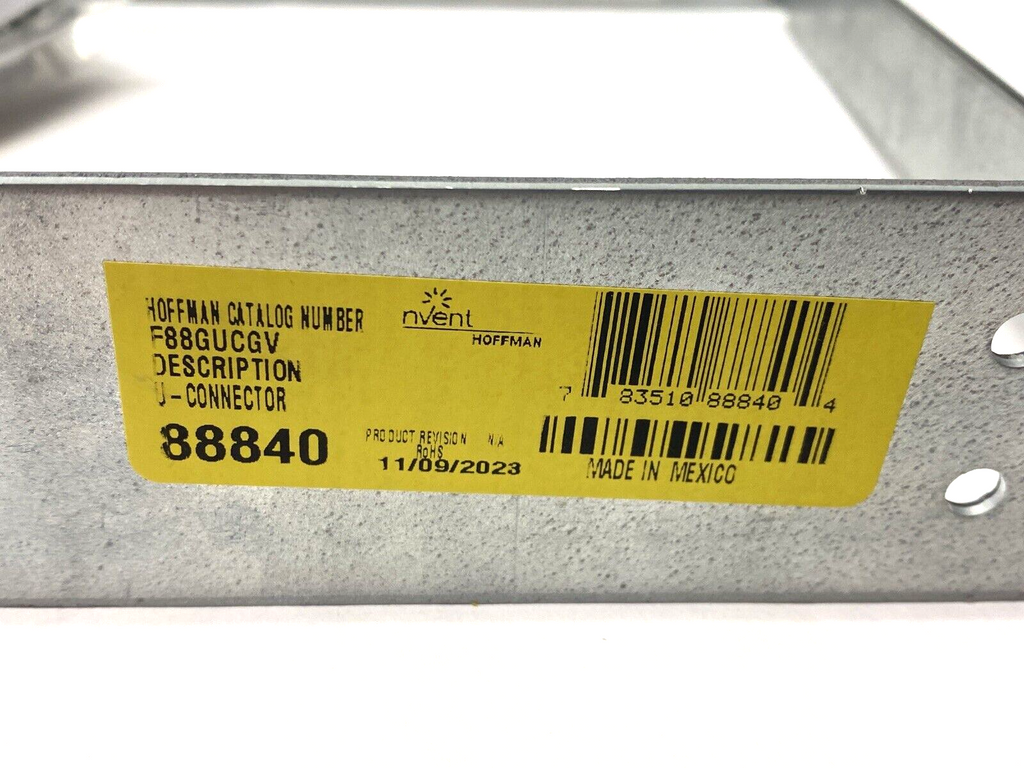 HOFFMAN CATALOG NUMBER
F88GUCGV
DESCRIPTION
U-CONNECTOR
88840
PRODUCT REVISION N/A
RoHS
11/09/2023
nvent
HOFFMAN
7 83510 88840 4
MADE IN MEXICO